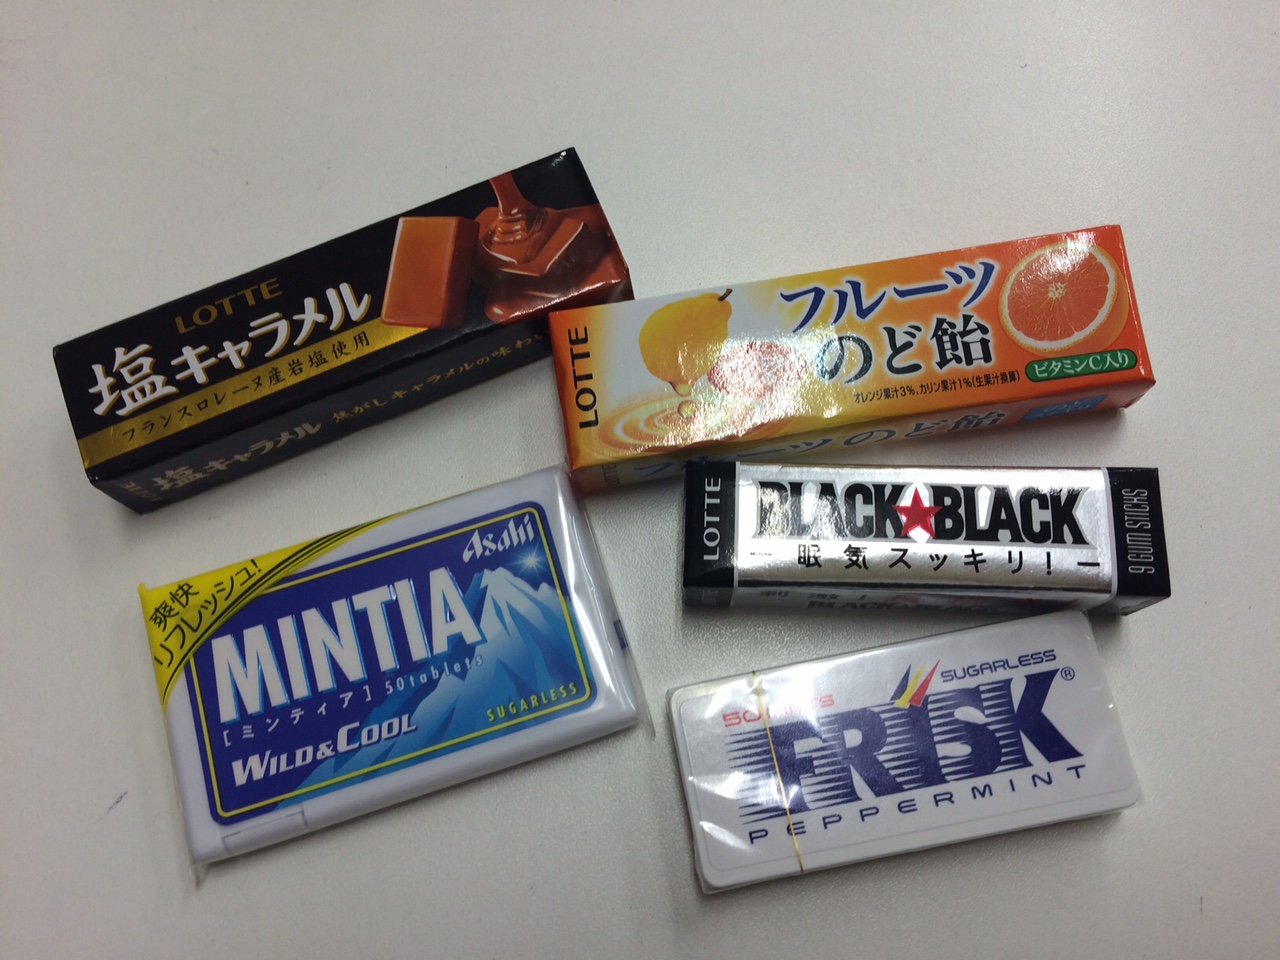 LOTTE
塩キャラメル
フランスロレーヌ産岩塩使用
塩キャラメル 焦がしキャラメルの味わい
LOTTE
フルーツ
のど飴
オレンジ果汁3%、カリン果汁1%(生果汁換算)
ビタミンC入り
LOTTE フルーツのど飴
LOTTE
BLACK★BLACK
眠気スッキリ!
9 GUM STICKS
BLACK BLACK
爽快
リフレッシュ!
Asahi
MINTIA
[ミンティア] 50tablets
WILD&COOL
SUGARLESS
SUGARLESS
FRISK®
PEPPERMINT